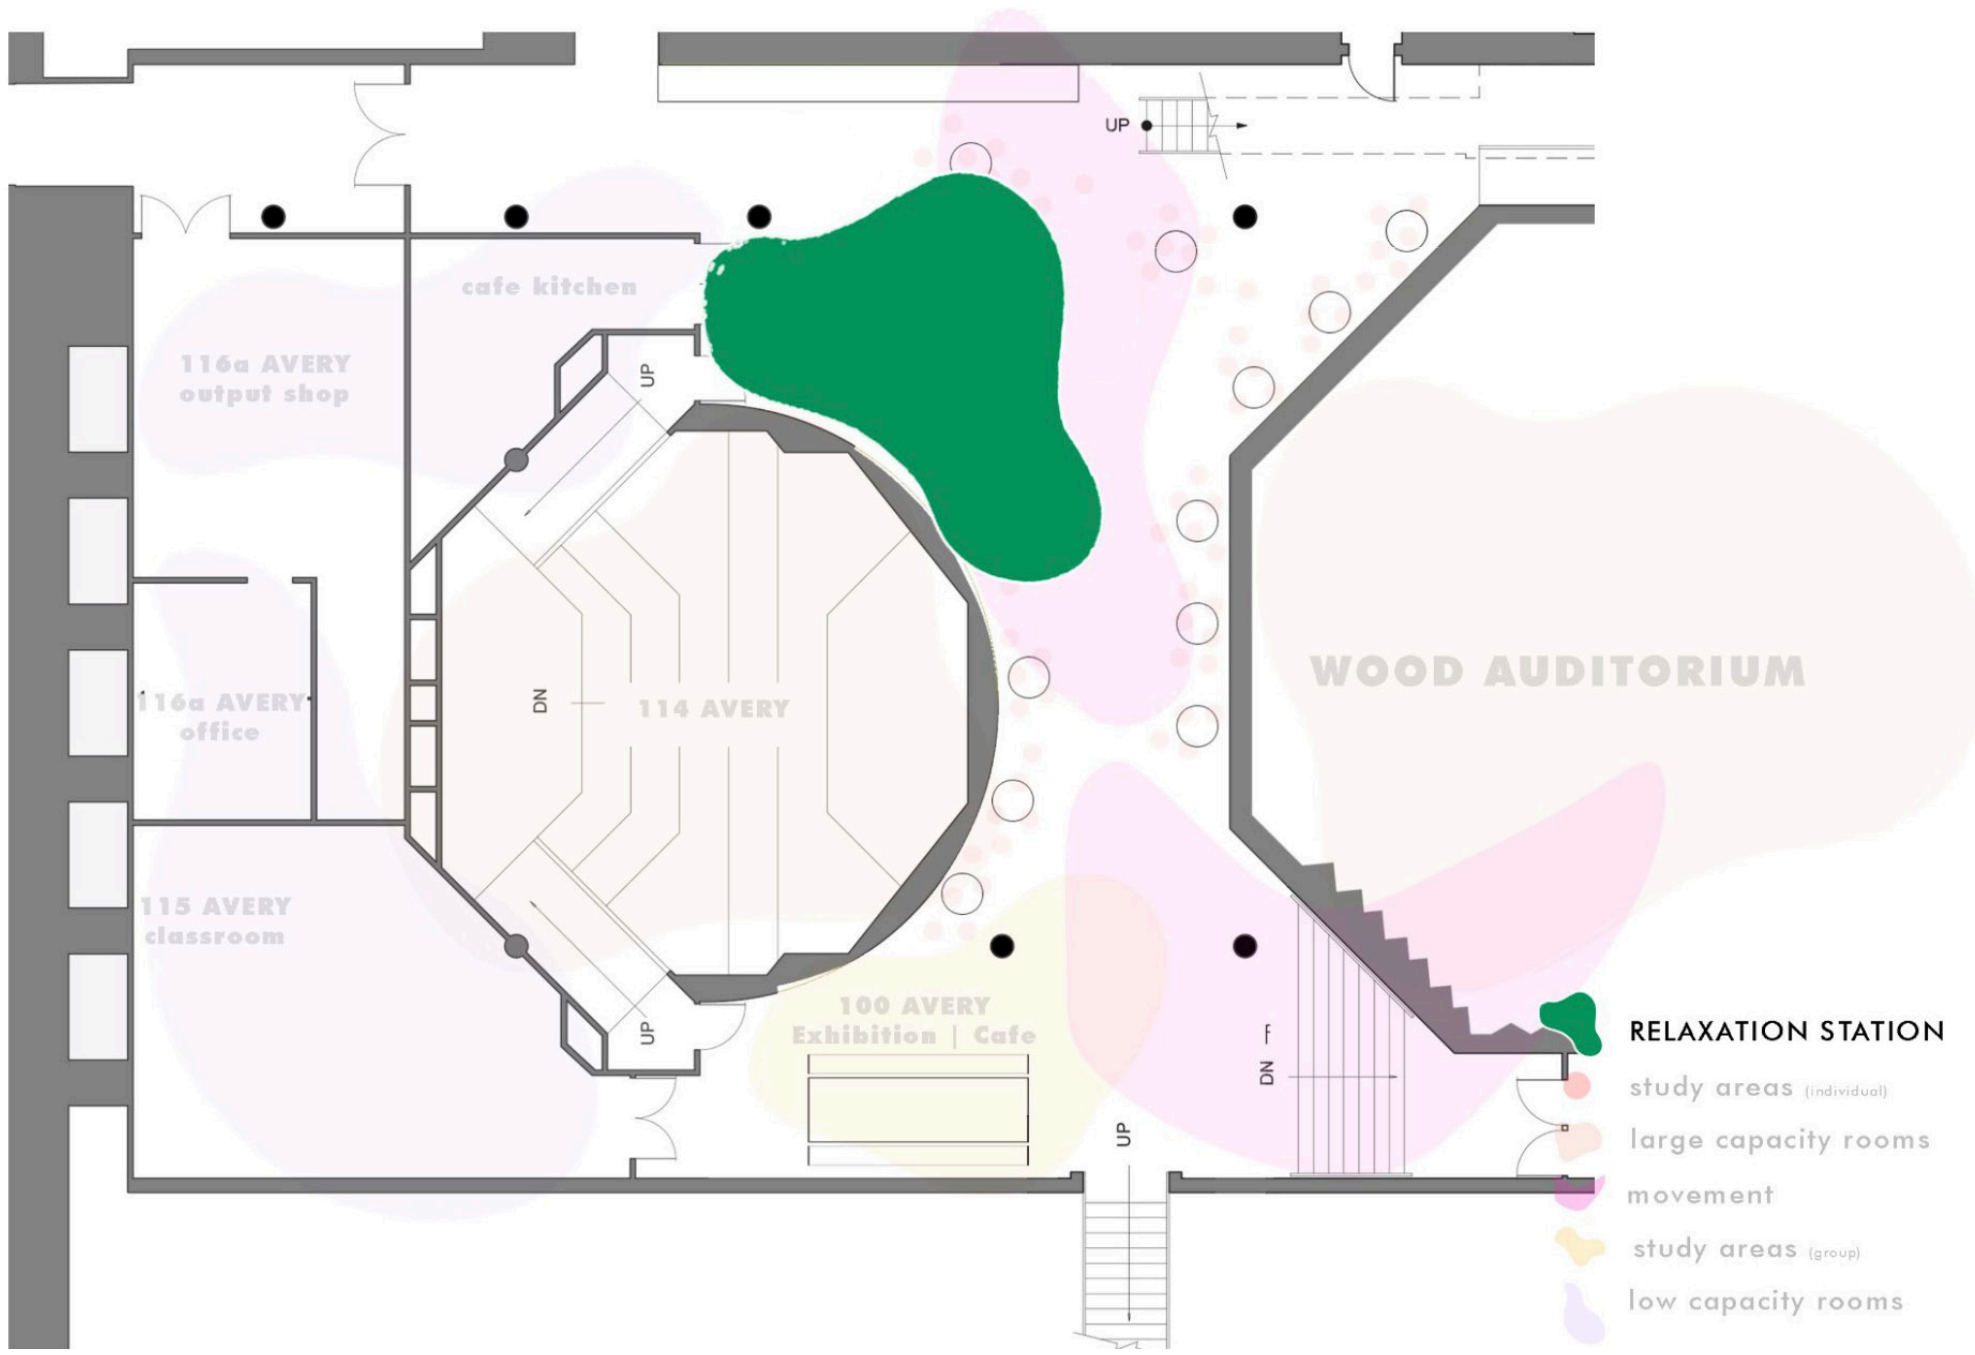 UP
cafe kitchen
116a AVERY
output shop
UP
WOOD AUDITORIUM
DN
114 AVERY
116a AVERY
office
115 AVERY
classroom
100 AVERY
Exhibition | Cafe
UP
F
DN
UP
RELAXATION STATION
study areas (individual)
large capacity rooms
movement
study areas (group)
low capacity rooms